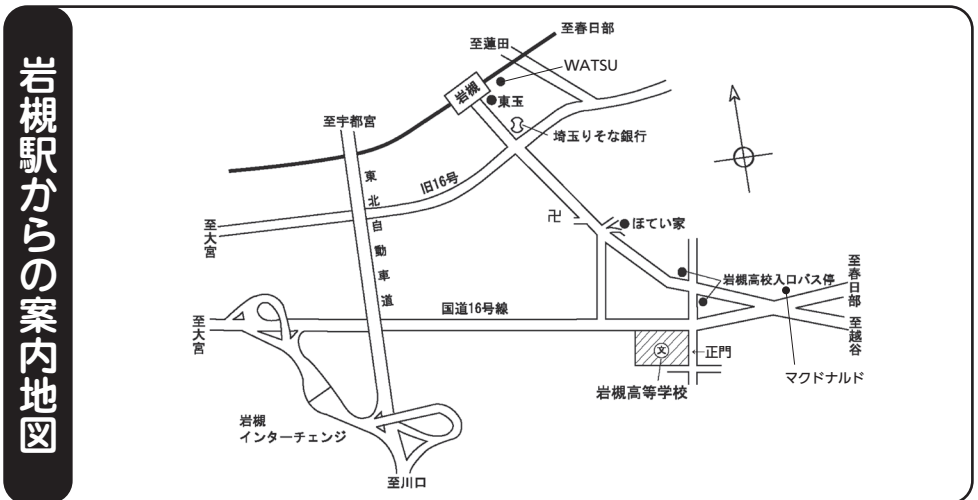 岩槻駅からの案内地図
至春日部
至蓮田
WATSU
岩槻
東玉
至宇都宮
埼玉りそな銀行
東北自動車道
旧16号
卍
ほてい家
至大宮
岩槻高校入口バス停
至春日部
至越谷
国道16号線
至大宮
文
←正門
マクドナルド
岩槻高等学校
岩槻
インターチェンジ
至川口